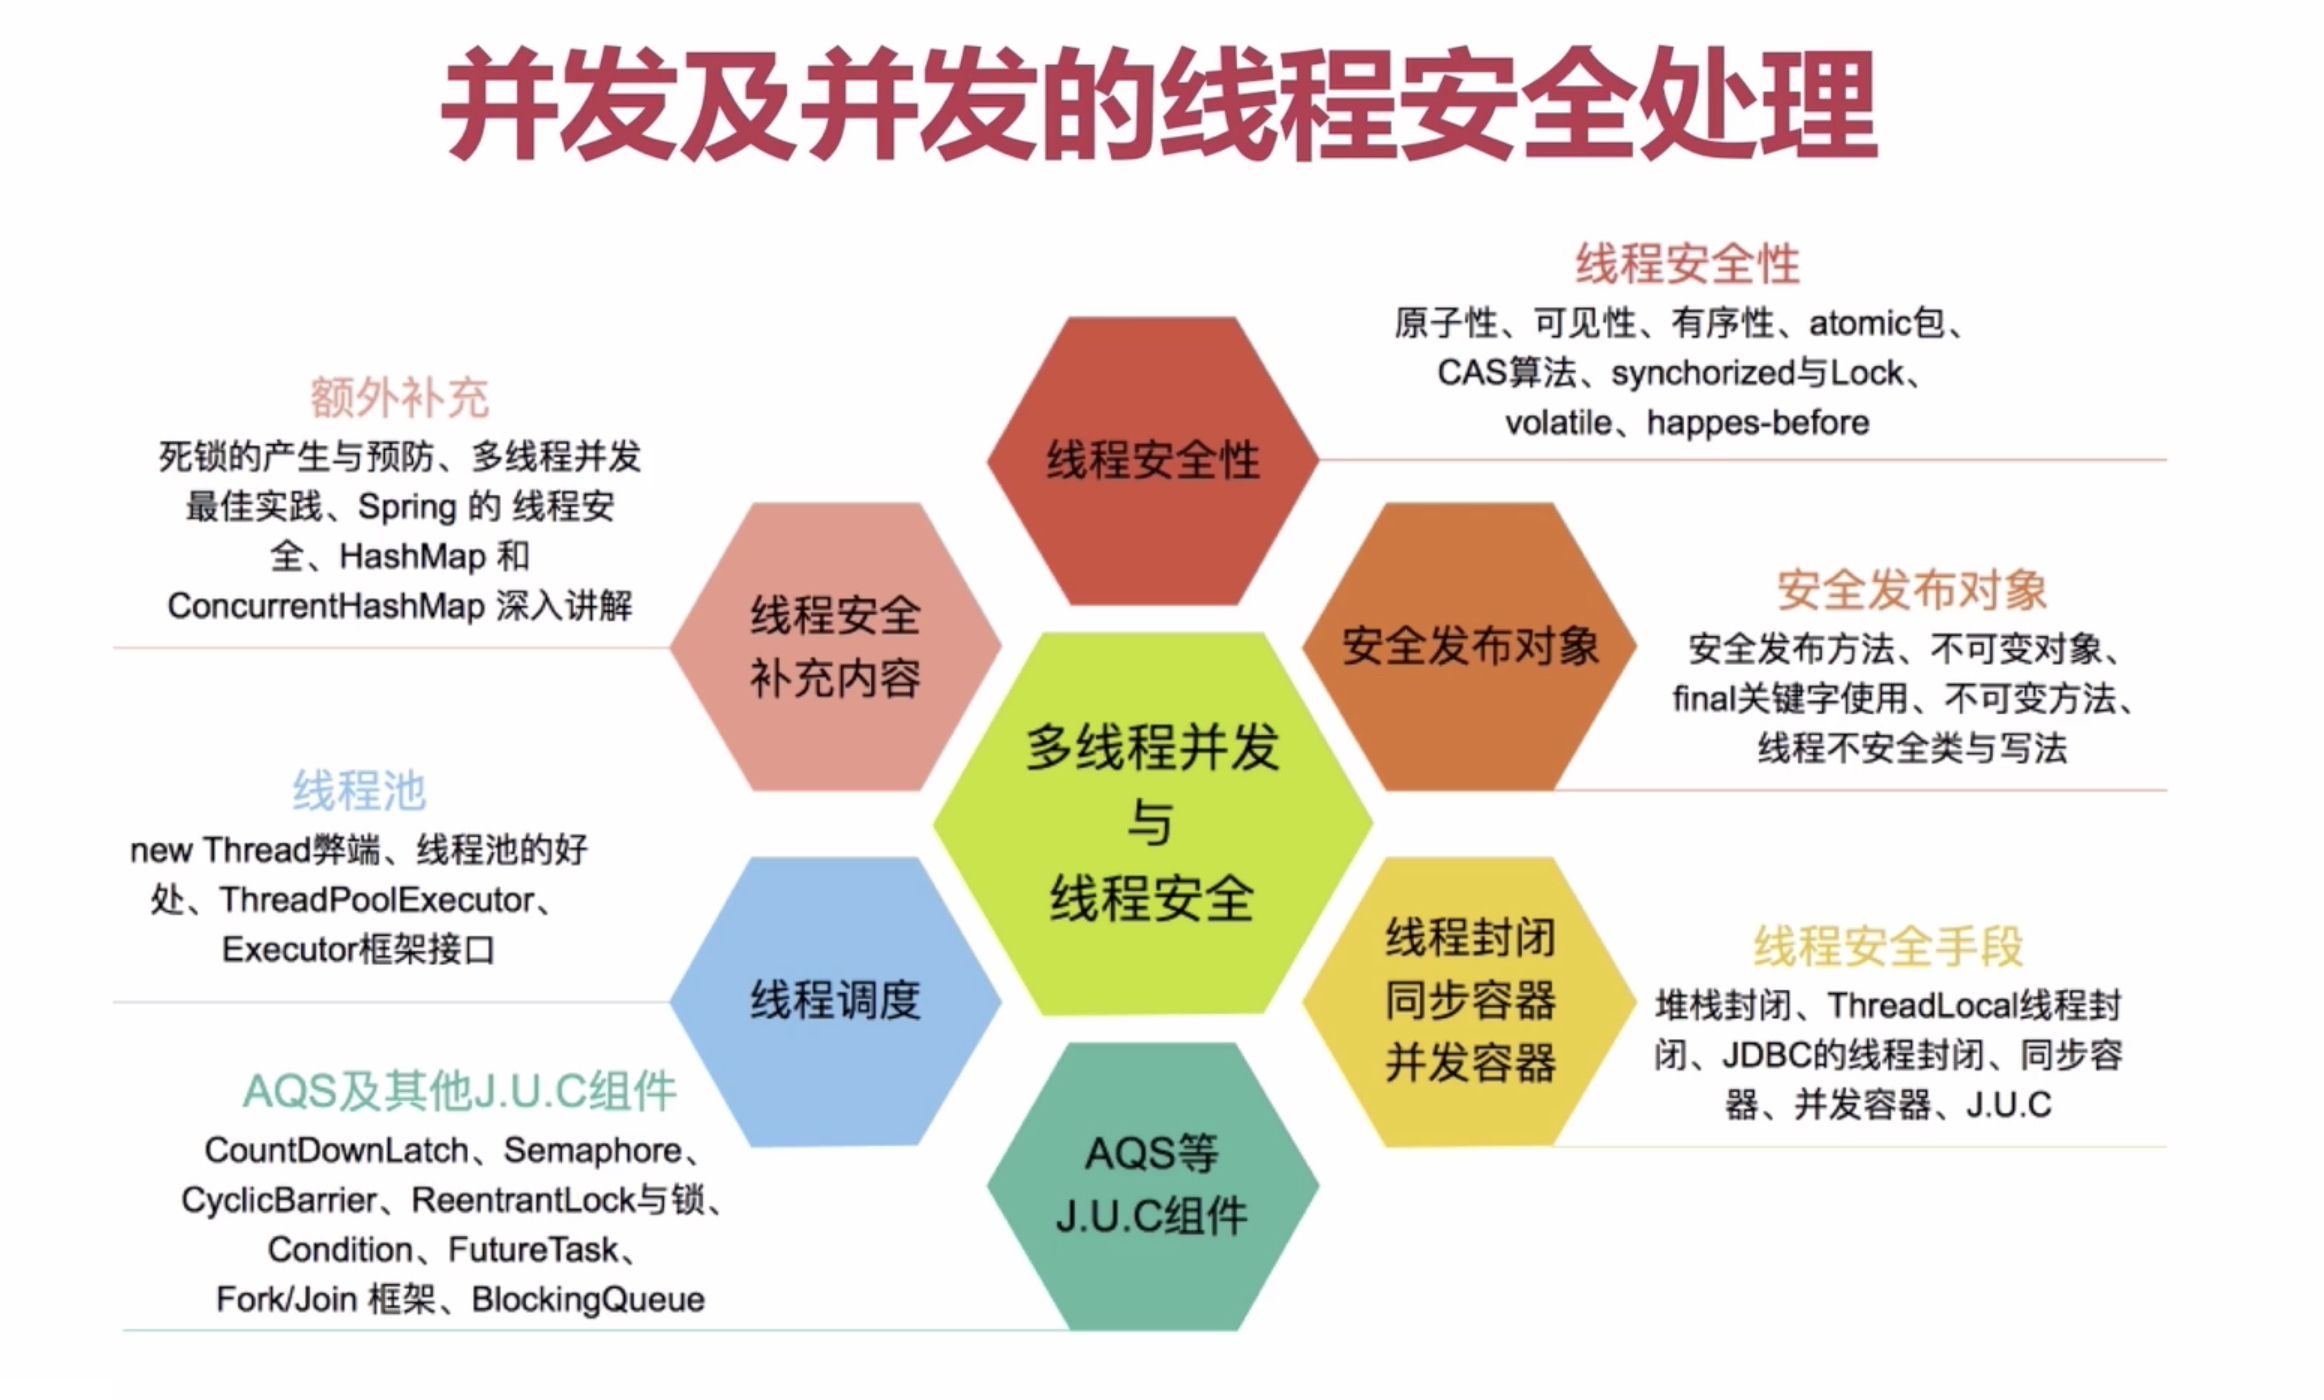 并发及并发的线程安全处理
线程安全性
原子性、可见性、有序性、atomic包、
CAS算法、synchorized与Lock、
volatile、happes-before
线程安全性
额外补充
死锁的产生与预防、多线程并发
最佳实践、Spring 的 线程安
全、HashMap 和
ConcurrentHashMap 深入讲解
线程安全
补充内容
安全发布对象
安全发布对象
安全发布方法、不可变对象、
final关键字使用、不可变方法、
线程不安全类与写法
多线程并发
与
线程安全
线程池
new Thread弊端、线程池的好
处、ThreadPoolExecutor、
Executor框架接口
线程调度
线程封闭
同步容器
并发容器
线程安全手段
堆栈封闭、ThreadLocal线程封
闭、JDBC的线程封闭、同步容
器、并发容器、J.U.C
AQS及其他J.U.C组件
CountDownLatch、Semaphore、
CyclicBarrier、ReentrantLock与锁、
Condition、FutureTask、
Fork/Join 框架、BlockingQueue
AQS等
J.U.C组件